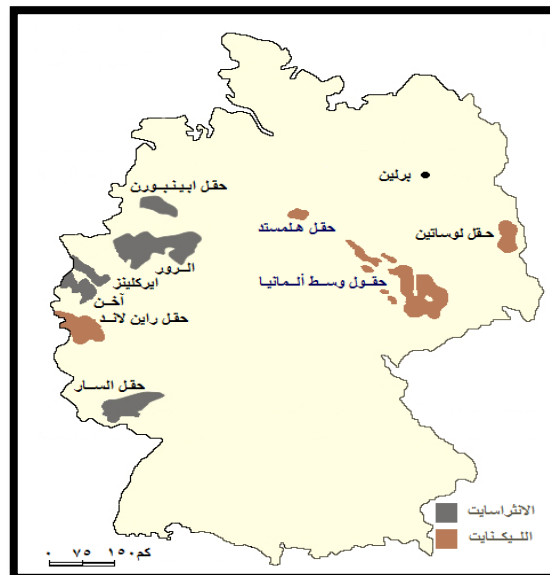 برلين
حقل ابينبورن
حقل هلمستد
حقل لوساتين
الرور
ايركلينز
حقول وسط ألمانيا
آخن
حقل راين لاند
حقل السار
الانثراسايت
الليكنايت
٠ ٧٥ ١٥٠ كم